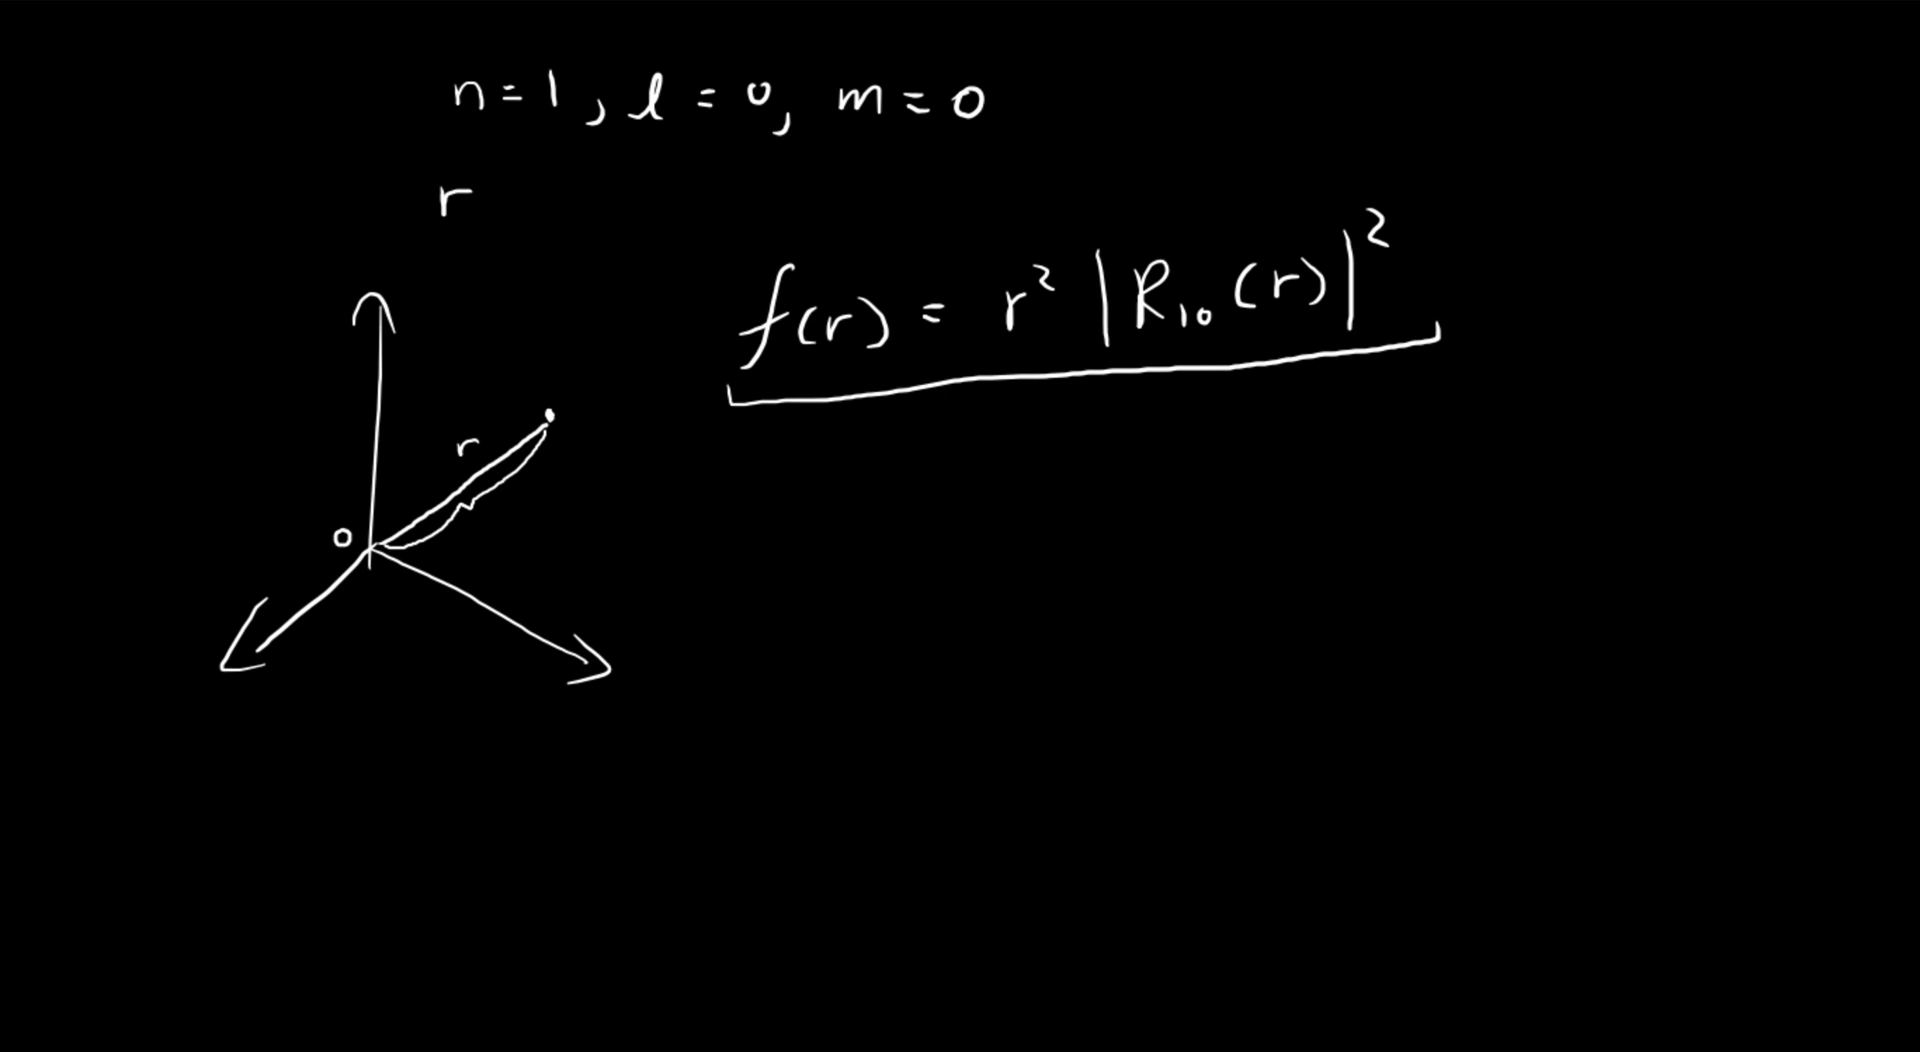 n=1, l=0, m=0
r
f(r) = r² |R₁₀(r)|²
r
o